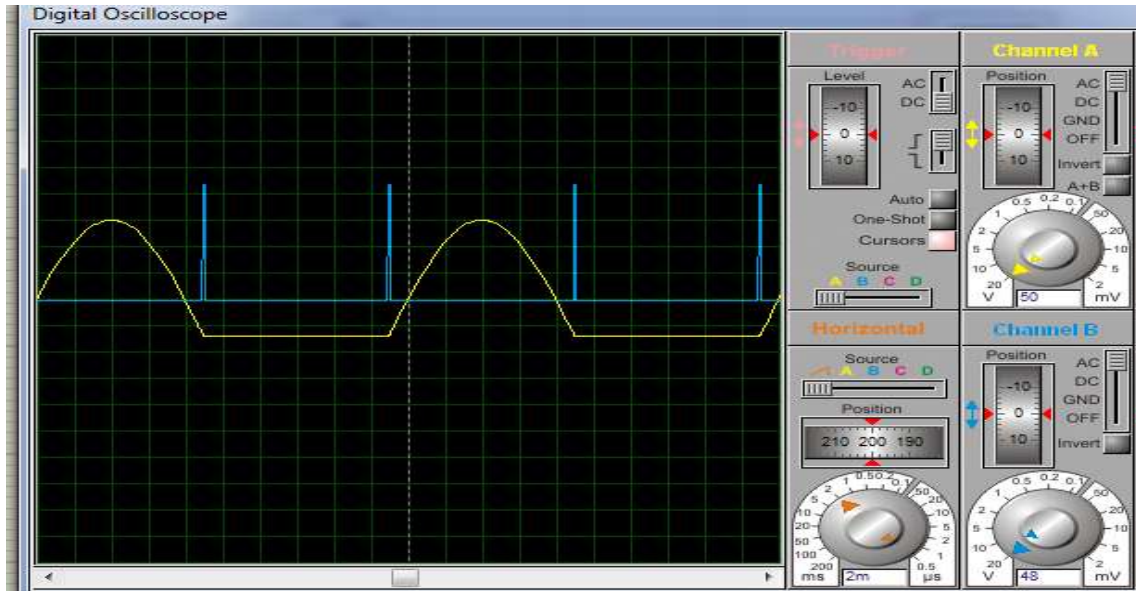 Digital Oscilloscope
Trigger
Level
AC
DC
-10
0
10
Auto
One-Shot
Cursors
Source
A B C D
Channel A
Position
AC
DC
GND
OFF
-10
0
10
Invert
A+B
20 10 5 2 1 0.5 0.2 0.1 50 20 10 5 2
V 50 mV
Horizontal
Source
A B C D
Position
210 200 190
200 100 50 20 10 5 2 1 0.5 0.2 0.1 50 20 10 5 2 1 0.5
ms 2m µs
Channel B
Position
AC
DC
GND
OFF
-10
0
10
Invert
20 10 5 2 1 0.5 0.2 0.1 50 20 10 5 2
V 48 mV